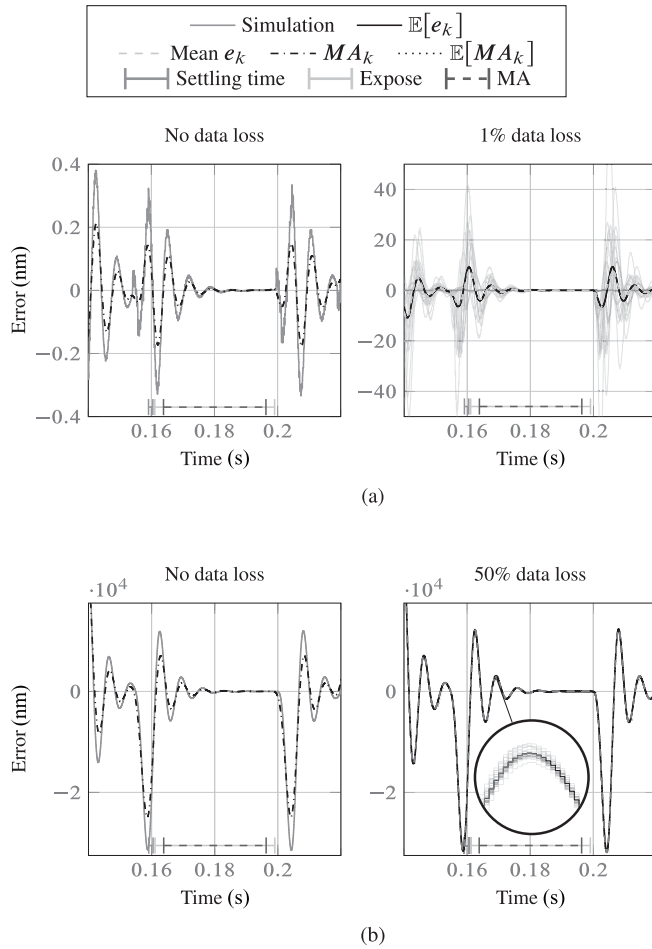 Simulation 𝔼[e_k]
Mean e_k MA_k 𝔼[MA_k]
Settling time Expose MA
No data loss
1% data loss
0.4
0.2
0
−0.2
−0.4
Error (nm)
0.16 0.18 0.2
Time (s)
40
20
0
−20
−40
0.16 0.18 0.2
Time (s)
(a)
No data loss
50% data loss
·10⁴
0
−2
Error (nm)
0.16 0.18 0.2
Time (s)
·10⁴
0
−2
0.16 0.18 0.2
Time (s)
(b)